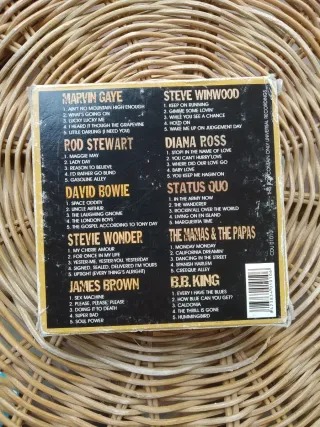 MARVIN GAYE
1. AIN'T NO MOUNTAIN HIGH ENOUGH
2. WHAT'S GOING ON
3. LUCKY LUCKY ME
4. I HEARD IT THOUGH THE GRAPEVINE
5. LITTLE DARLING (I NEED YOU)
ROD STEWART
1. MAGGIE MAY
2. LADY DAY
3. REASON TO BELIEVE
4. I'D RATHER GO BLIND
5. GASOLINE ALLEY
DAVID BOWIE
1. SPACE ODDITY
2. UNCLE ARTHUR
3. THE LAUGHING GNOME
4. THE LONDON BOYS
5. THE GOSPEL ACCORDING TO TONY DAY
STEVIE WONDER
1. MY CHERIE AMOUR
2. FOR ONCE IN MY LIFE
3. YESTER-ME, YESTER-YOU, YESTERDAY
4. SIGNED, SEALED, DELIVERED I'M YOURS
5. UPTIGHT (EVERYTHING'S ALRIGHT)
JAMES BROWN
1. SEX MACHINE
2. PLEASE, PLEASE, PLEASE
3. DOING IT TO DEATH
4. SUPER BAD
5. SOUL POWER
STEVE WINWOOD
1. KEEP ON RUNNING
2. GIMME SOME LOVIN'
3. WHILE YOU SEE A CHANCE
4. HOLD ON
5. WAKE ME UP ON JUDGEMENT DAY
DIANA ROSS
1. STOP! IN THE NAME OF LOVE
2. YOU CAN'T HURRY LOVE
3. WHERE DID OUR LOVE GO
4. BABY LOVE
5. YOU KEEP ME HANGIN'ON
STATUS QUO
1. IN THE ARMY NOW
2. THE WANDERER
3. ROCKIN'ALL OVER THE WORLD
4. LIVING ON EN ISLAND
5. MARGUERITA TIME
THE MAMAS & THE PAPAS
1. MONDAY MONDAY
2. CALIFORNIA DREAMIN'
3. DANCING IN THE STREET
4. SPANISH HARLEM
5. CREEQUE ALLEY
B.B. KING
1. EVERY I HAVE THE BLUES
2. HOW BLUE CAN YOU GET?
3. CALDONIA
4. THE THRILL IS GONE
5. HUMMINGBIRD